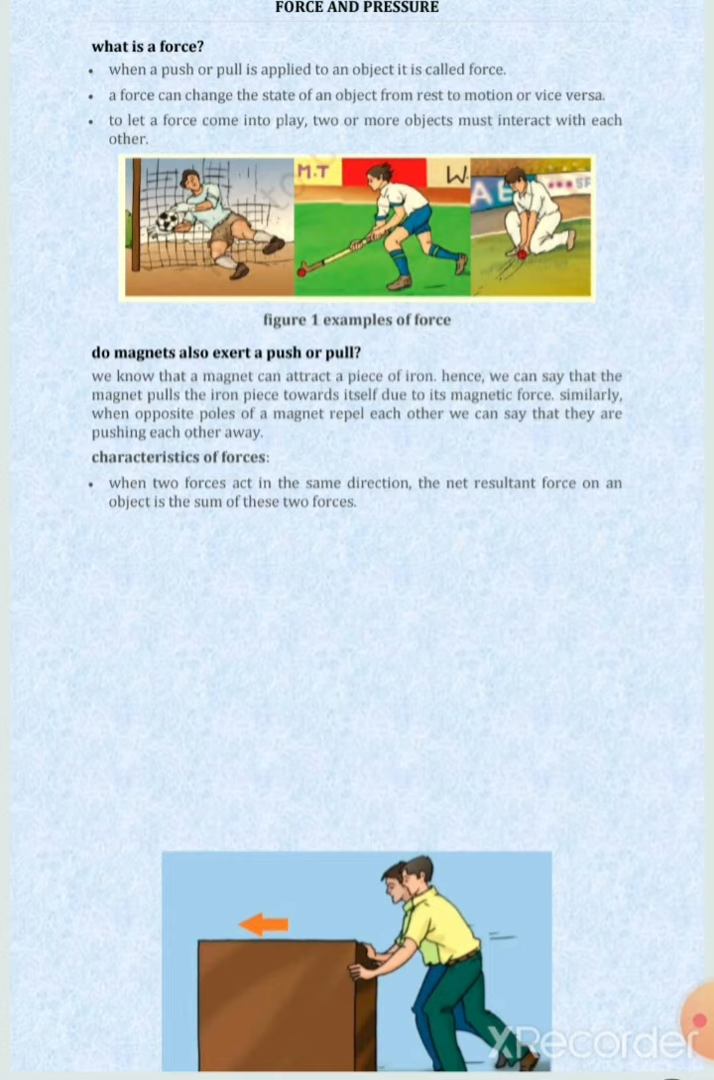 FORCE AND PRESSURE
what is a force?
• when a push or pull is applied to an object it is called force.
• a force can change the state of an object from rest to motion or vice versa.
• to let a force come into play, two or more objects must interact with each
other.
M.T
W.
AE
SF
figure 1 examples of force
do magnets also exert a push or pull?
we know that a magnet can attract a piece of iron. hence, we can say that the
magnet pulls the iron piece towards itself due to its magnetic force. similarly,
when opposite poles of a magnet repel each other we can say that they are
pushing each other away.
characteristics of forces:
• when two forces act in the same direction, the net resultant force on an
object is the sum of these two forces.
XRecorder